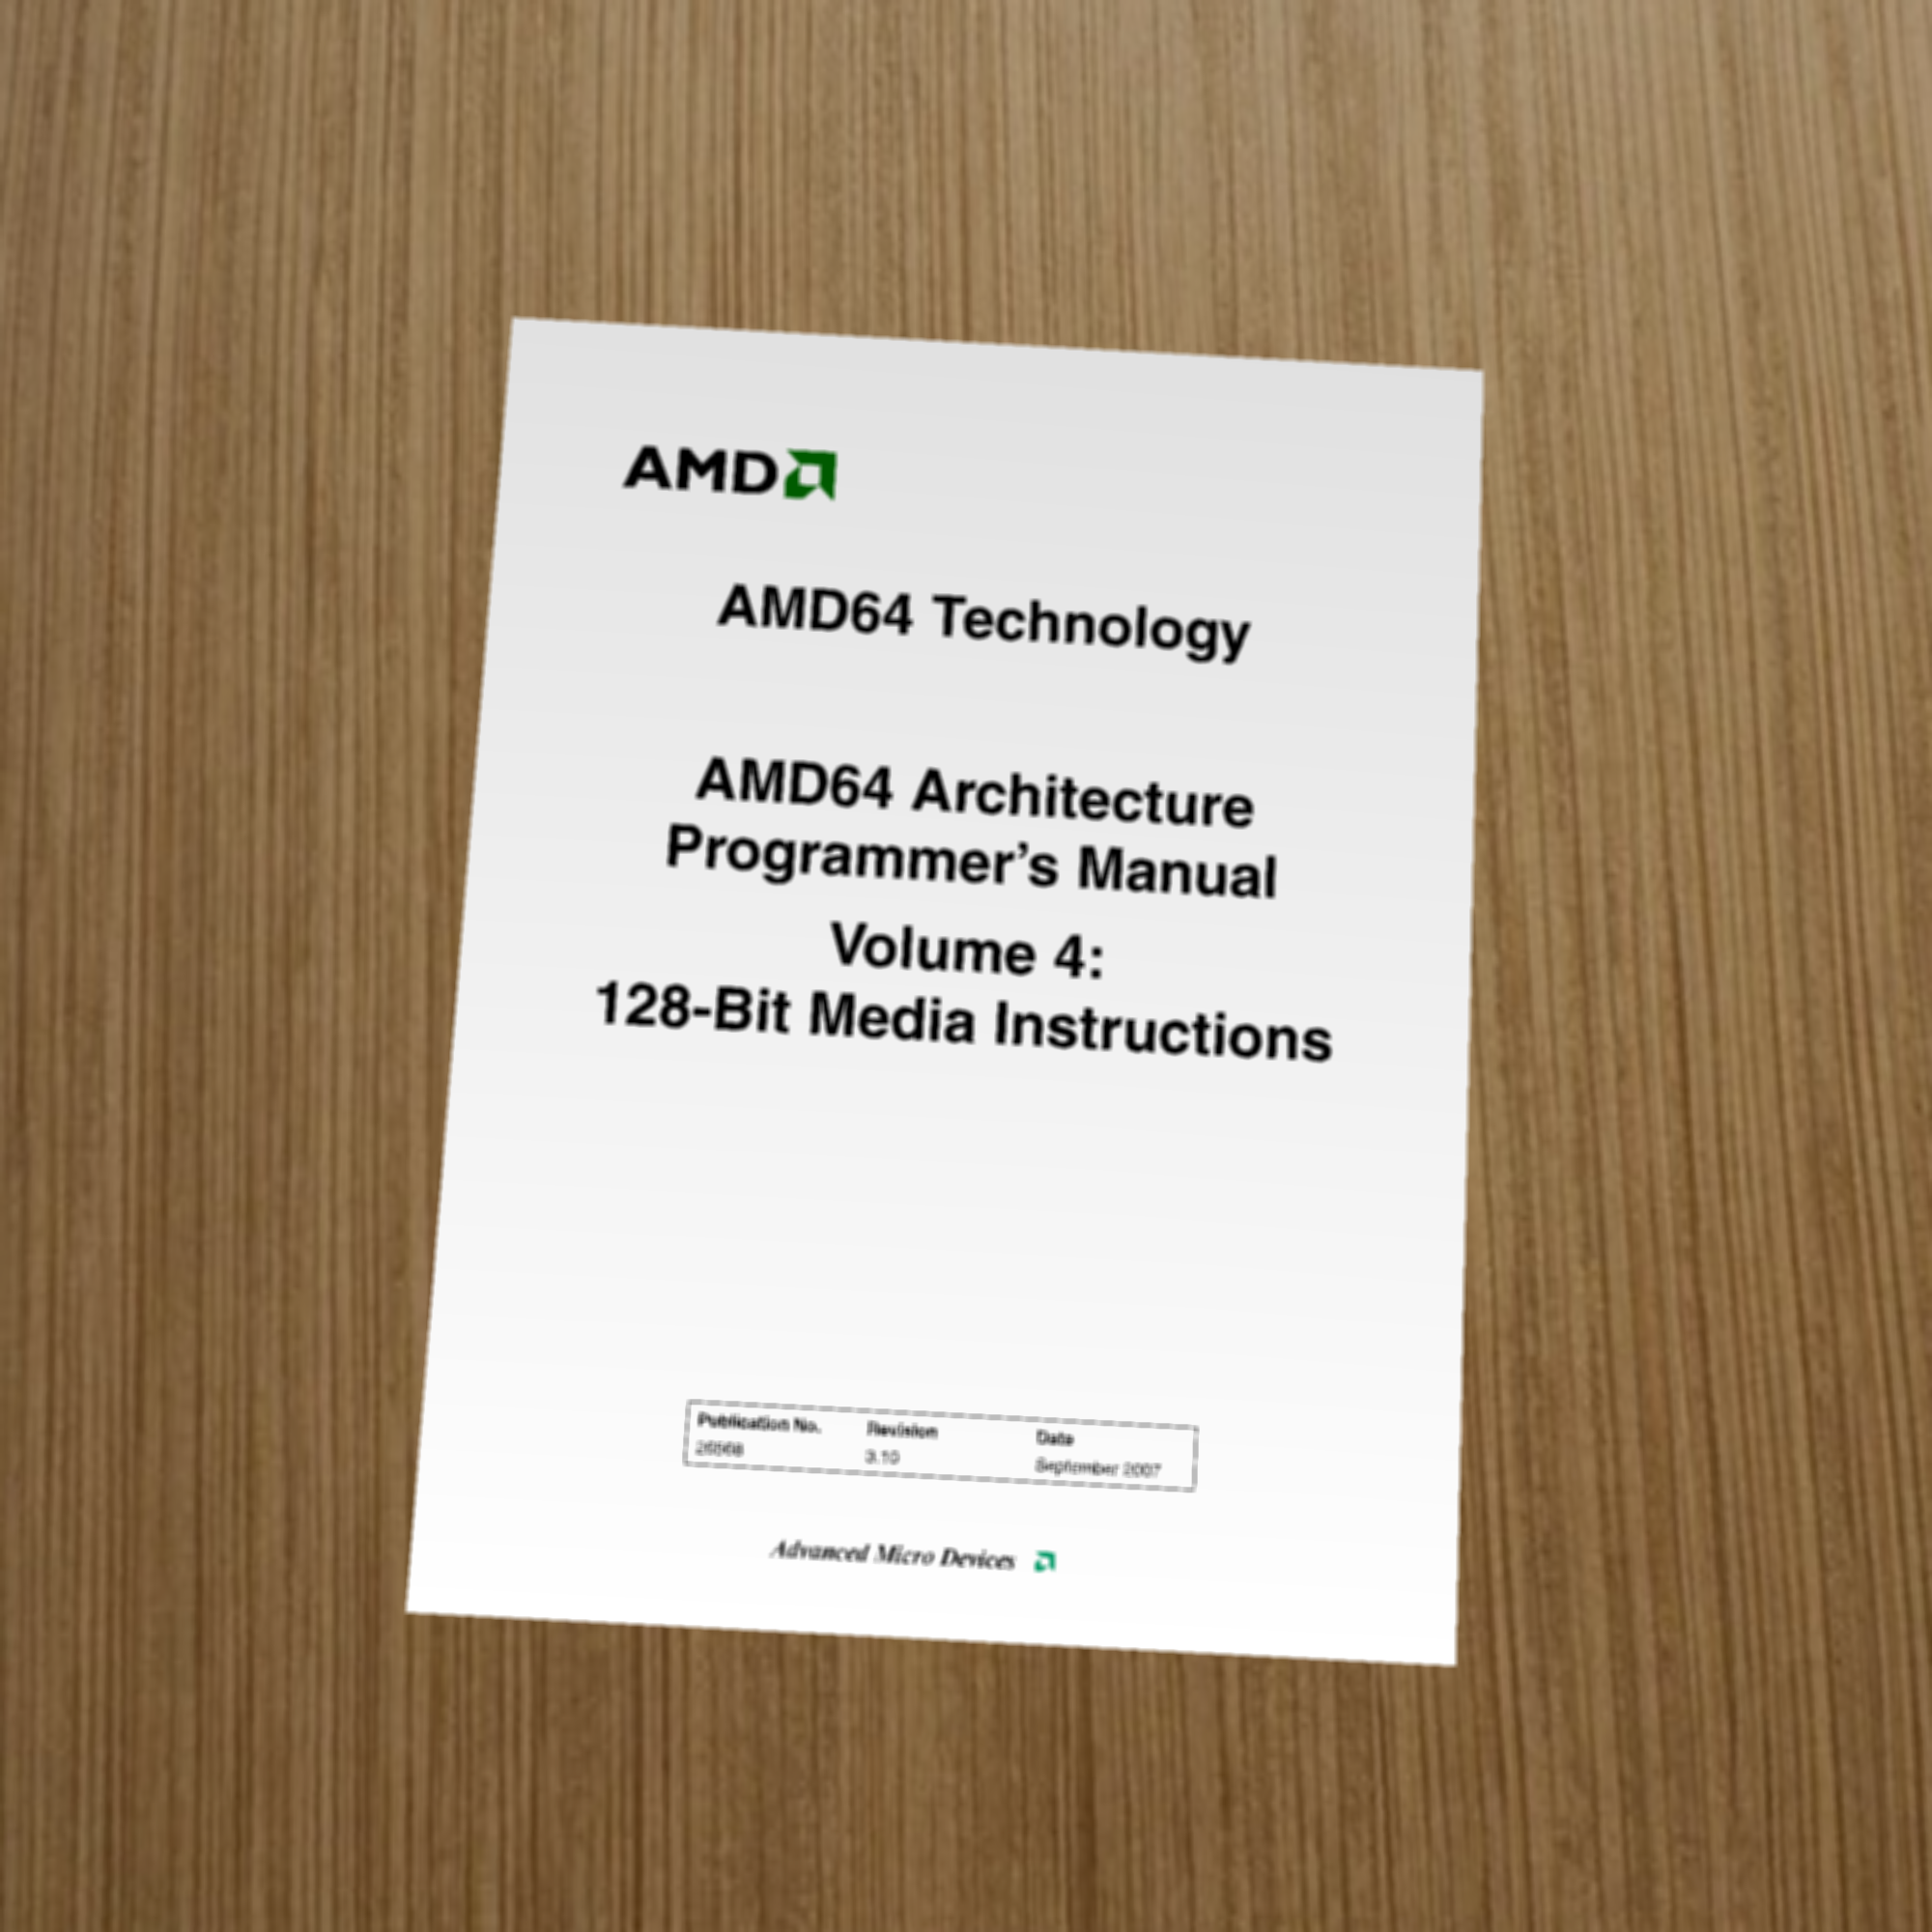 AMD
AMD64 Technology
AMD64 Architecture
Programmer’s Manual
Volume 4:
128-Bit Media Instructions
Publication No. Revision Date
26568 3.10 September 2007
Advanced Micro Devices